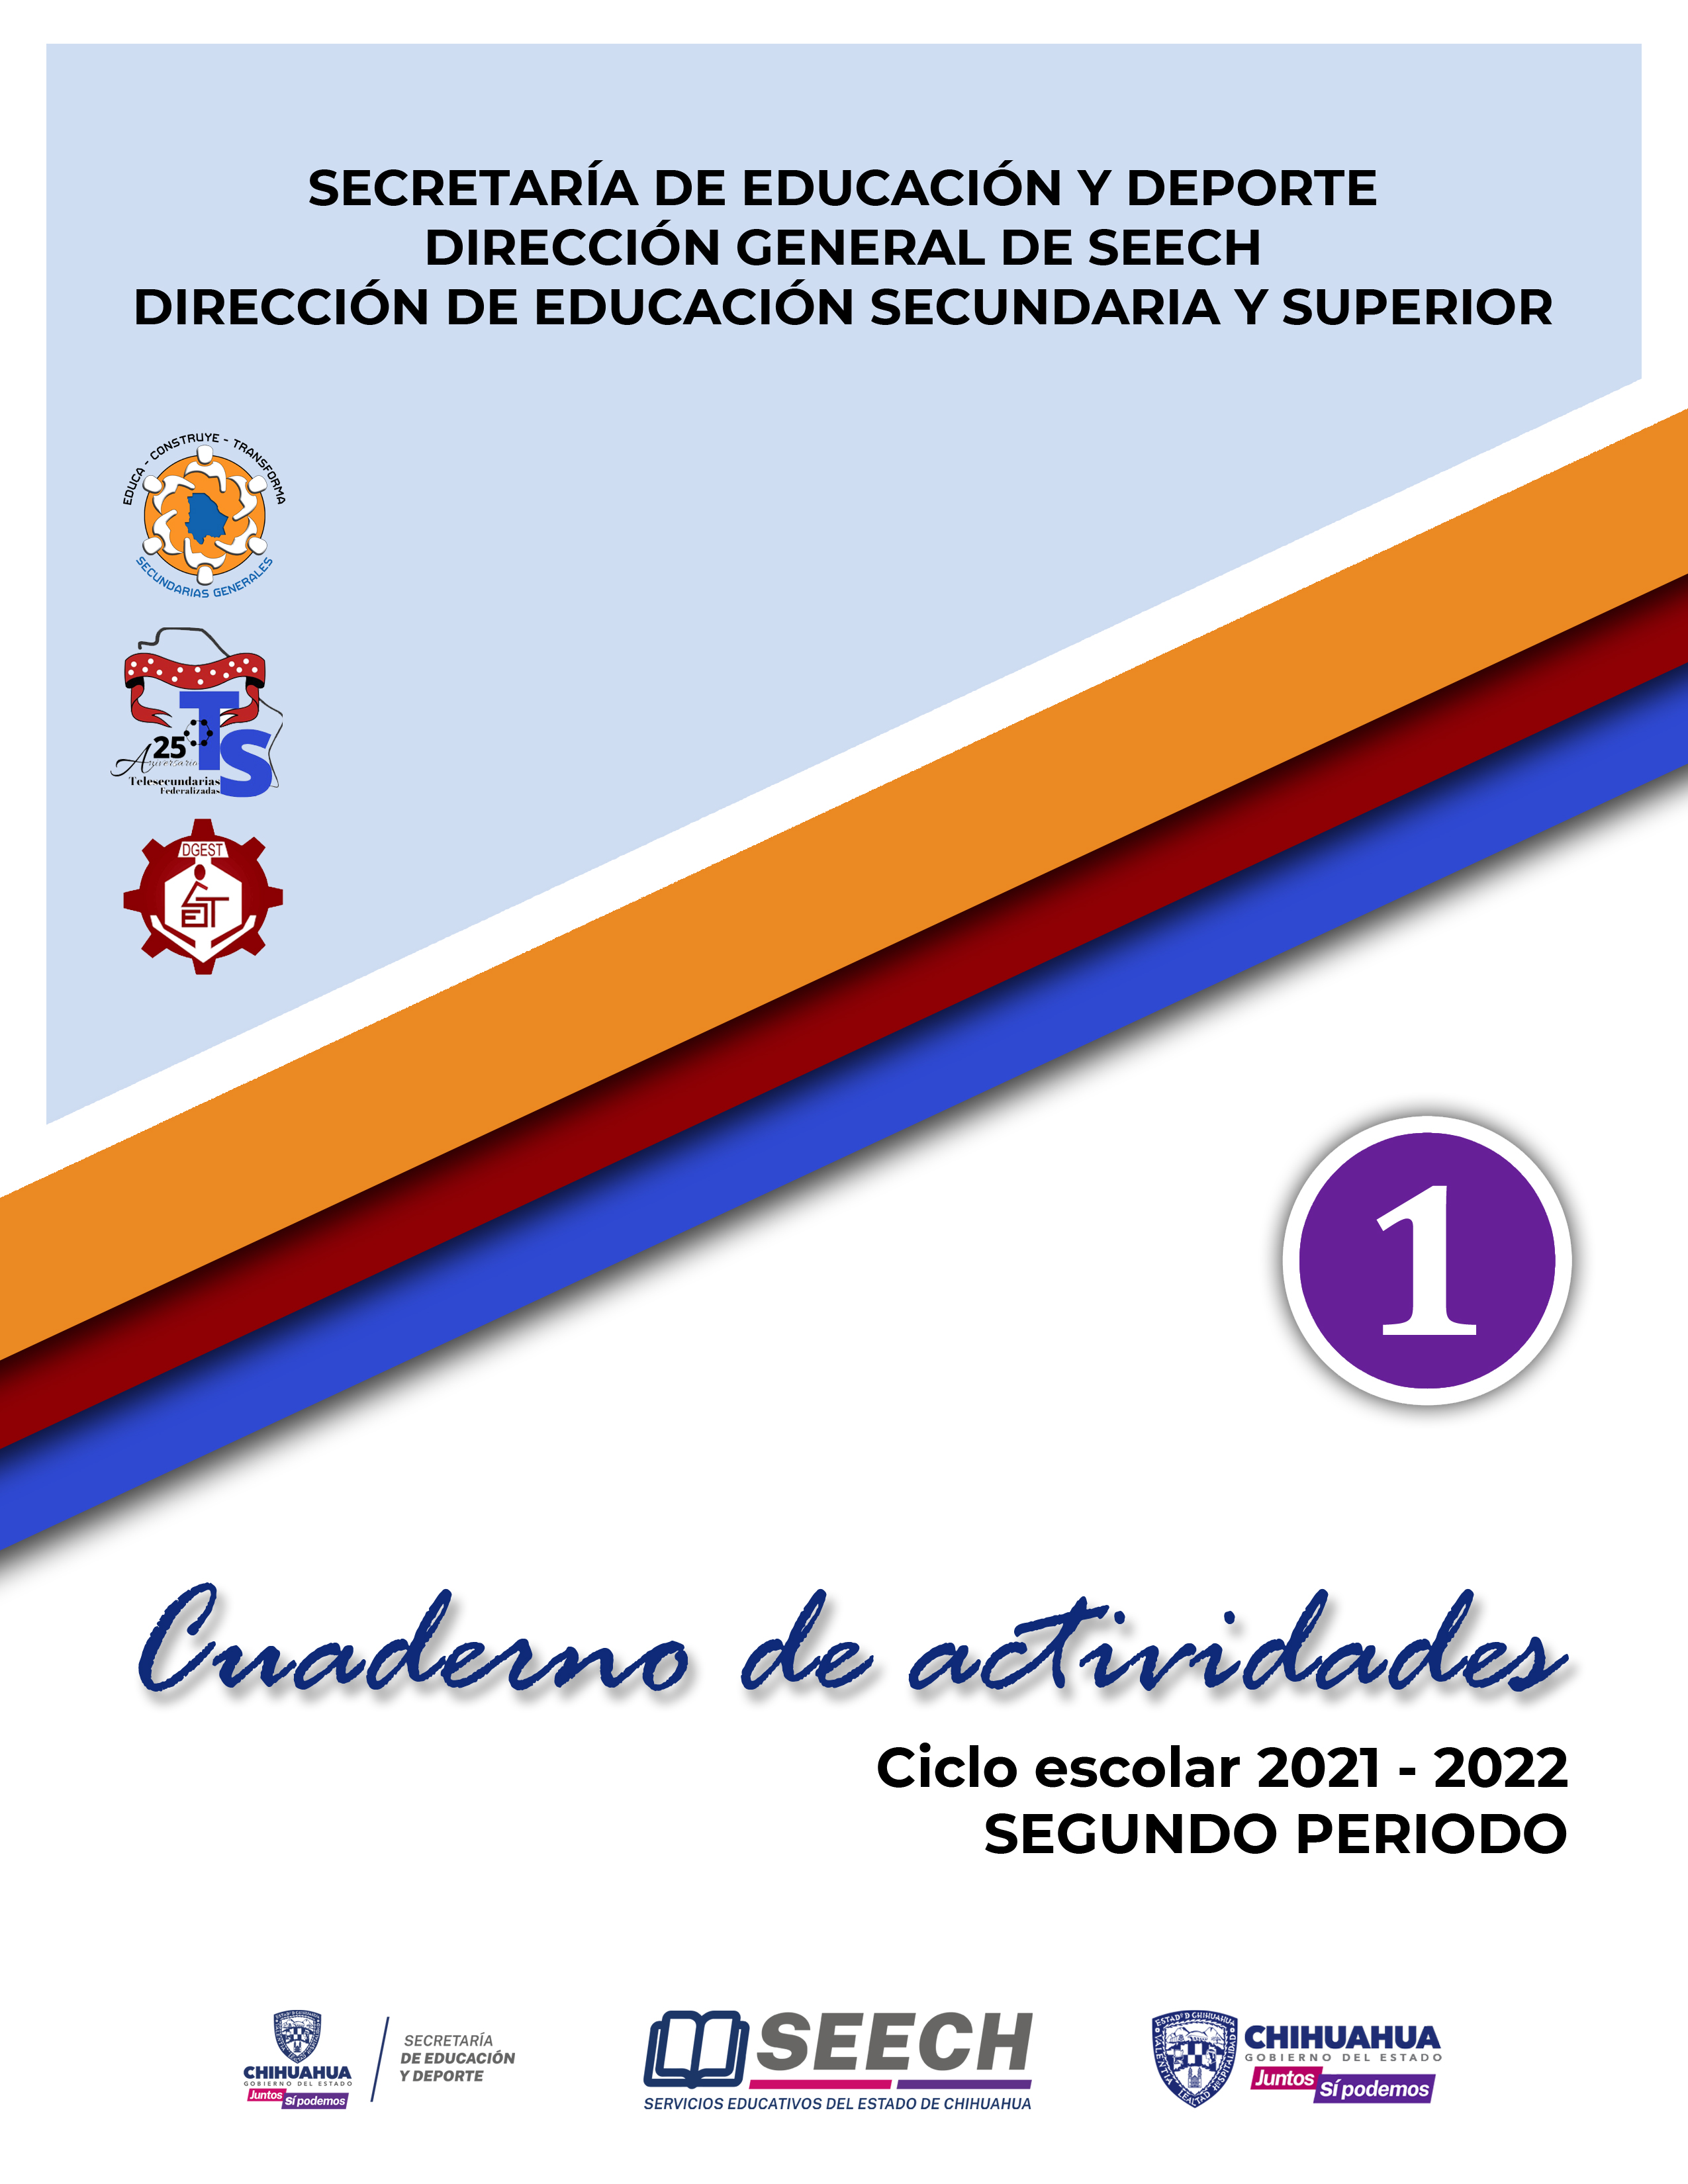 SECRETARÍA DE EDUCACIÓN Y DEPORTE
DIRECCIÓN GENERAL DE SEECH
DIRECCIÓN DE EDUCACIÓN SECUNDARIA Y SUPERIOR
EDUCA - CONSTRUYE - TRANSFORMA
SECUNDARIAS GENERALES
TS
25
Aniversario
Telesecundarias
Federalizadas
DGEST
EST
1
Cuaderno de actividades
Ciclo escolar 2021 - 2022
SEGUNDO PERIODO
CHIHUAHUA
GOBIERNO DEL ESTADO
Juntos
Sí podemos
SECRETARÍA
DE EDUCACIÓN
Y DEPORTE
SEECH
SERVICIOS EDUCATIVOS DEL ESTADO DE CHIHUAHUA
ESTADO D CHIHUAHUA
VALENTIA LEALTAD HOSPITALIDAD
CHIHUAHUA
GOBIERNO DEL ESTADO
Juntos
Sí podemos